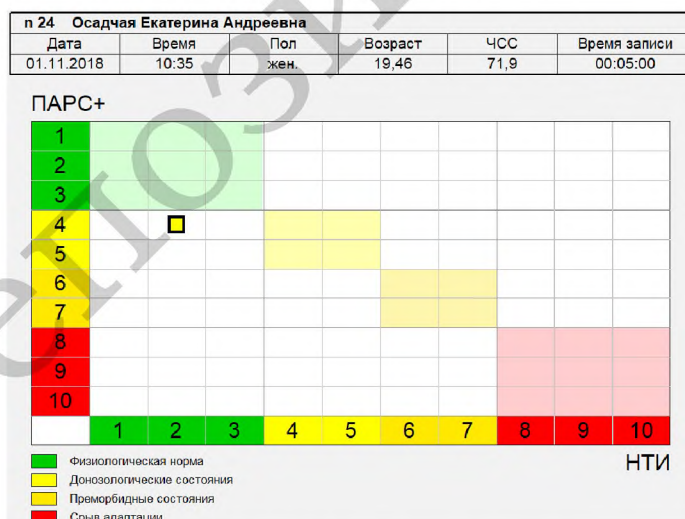 n 24 Осадчая Екатерина Андреевна
Дата Время Пол Возраст ЧСС Время записи
01.11.2018 10:35 жен. 19,46 71,9 00:05:00
ПАРС+
1
2
3
4
5
6
7
8
9
10
1 2 3 4 5 6 7 8 9 10
НТИ
Физиологическая норма
Донозологические состояния
Преморбидные состояния
Срыв адаптации